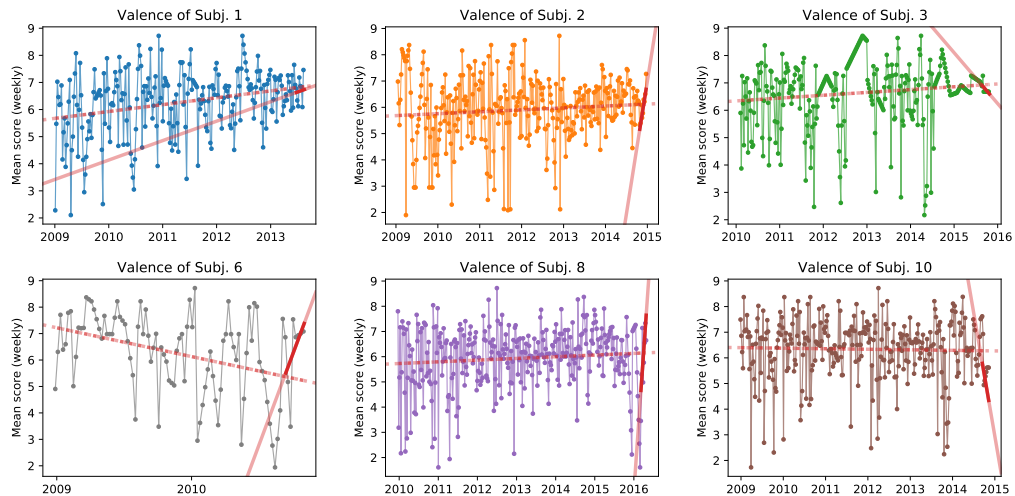 Valence of Subj. 1
Mean score (weekly)
9
8
7
6
5
4
3
2
2009 2010 2011 2012 2013
Valence of Subj. 2
Mean score (weekly)
9
8
7
6
5
4
3
2
2009 2010 2011 2012 2013 2014 2015
Valence of Subj. 3
Mean score (weekly)
9
8
7
6
5
4
3
2
2010 2011 2012 2013 2014 2015 2016
Valence of Subj. 6
Mean score (weekly)
9
8
7
6
5
4
3
2
2009 2010
Valence of Subj. 8
Mean score (weekly)
9
8
7
6
5
4
3
2
2010 2011 2012 2013 2014 2015 2016
Valence of Subj. 10
Mean score (weekly)
9
8
7
6
5
4
3
2
2009 2010 2011 2012 2013 2014 2015